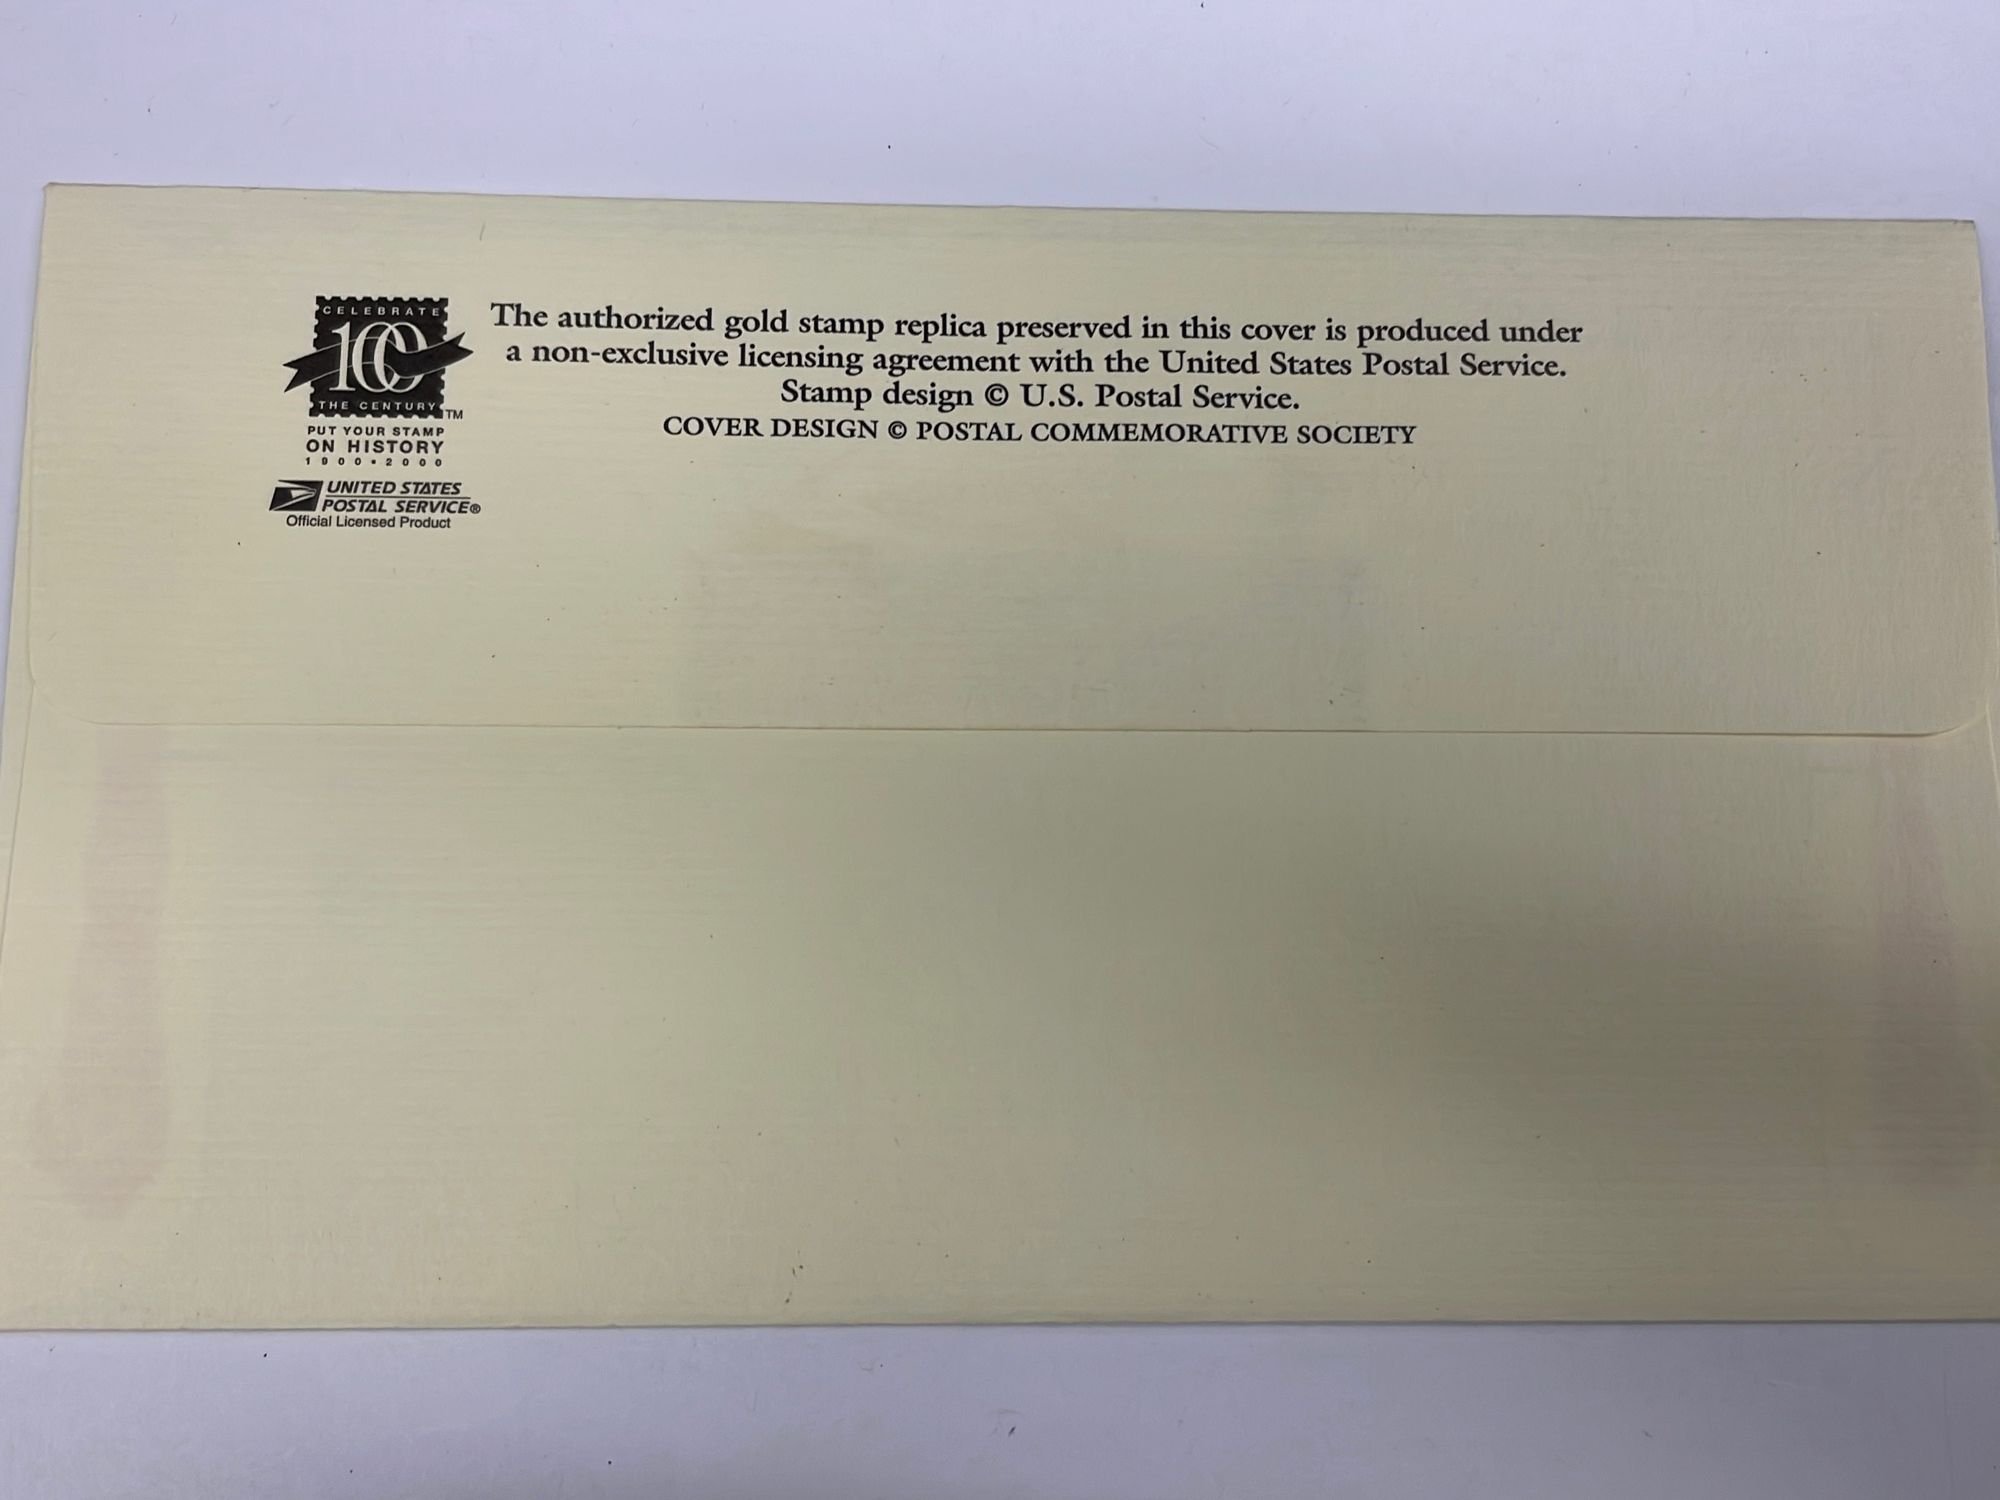 CELEBRATE
100
THE CENTURY™
PUT YOUR STAMP
ON HISTORY
1900•2000
UNITED STATES
POSTAL SERVICE®
Official Licensed Product
The authorized gold stamp replica preserved in this cover is produced under
a non-exclusive licensing agreement with the United States Postal Service.
Stamp design © U.S. Postal Service.
COVER DESIGN © POSTAL COMMEMORATIVE SOCIETY